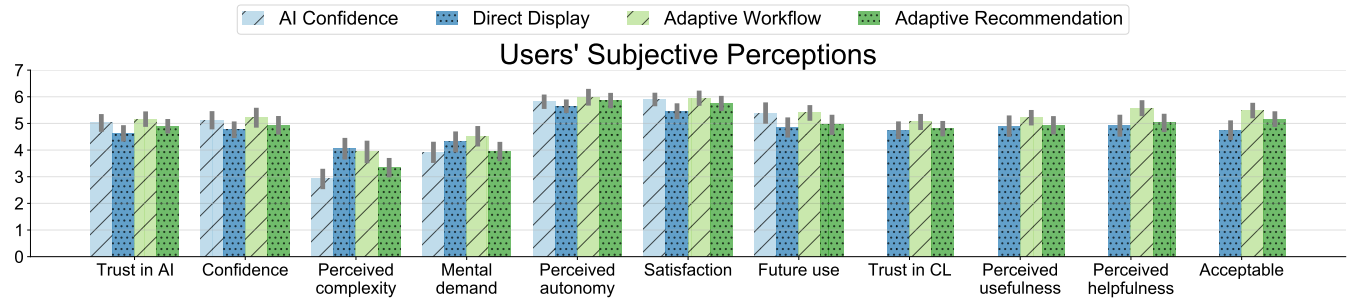 AI Confidence Direct Display Adaptive Workflow Adaptive Recommendation
Users' Subjective Perceptions
7
6
5
4
3
2
1
0
Trust in AI Confidence Perceived complexity Mental demand Perceived autonomy Satisfaction Future use Trust in CL Perceived usefulness Perceived helpfulness Acceptable